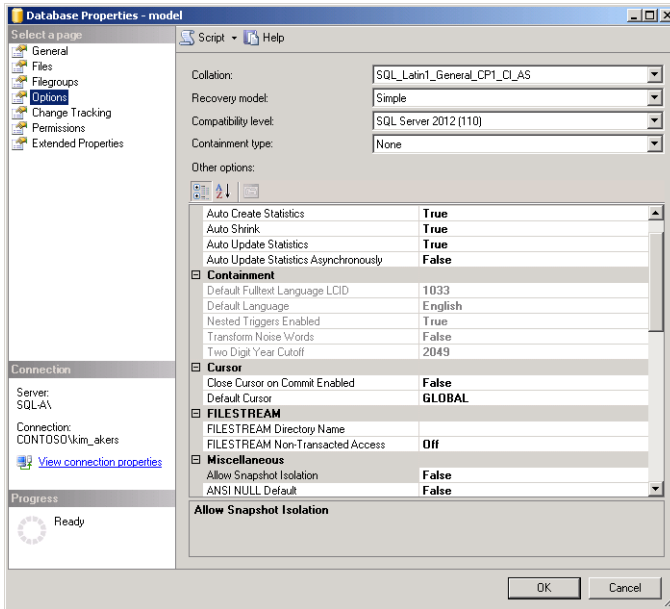 Database Properties - model
Select a page
General
Files
Filegroups
Options
Change Tracking
Permissions
Extended Properties
Script Help
Collation: SQL_Latin1_General_CP1_CI_AS
Recovery model: Simple
Compatibility level: SQL Server 2012 (110)
Containment type: None
Other options:
Auto Create Statistics True
Auto Shrink True
Auto Update Statistics True
Auto Update Statistics Asynchronously False
Containment
Default Fulltext Language LCID 1033
Default Language English
Nested Triggers Enabled True
Transform Noise Words False
Two Digit Year Cutoff 2049
Cursor
Close Cursor on Commit Enabled False
Default Cursor GLOBAL
FILESTREAM
FILESTREAM Directory Name
FILESTREAM Non-Transacted Access Off
Miscellaneous
Allow Snapshot Isolation False
ANSI NULL Default False
Allow Snapshot Isolation
Connection
Server:
SQL-A\
Connection:
CONTOSO\kim_akers
View connection properties
Progress
Ready
OK Cancel